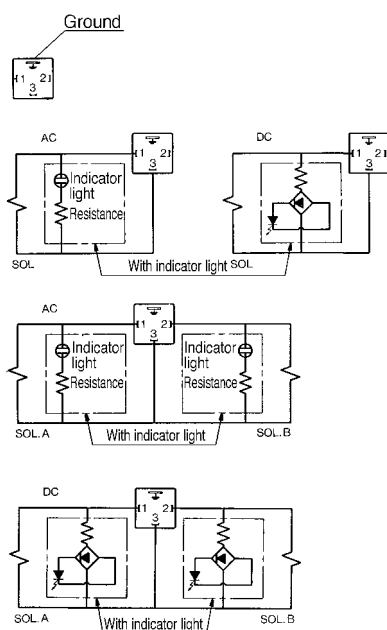 Ground
1 2
3
AC
1 2
3
Indicator
light
Resistance
SOL
DC
1 2
3
SOL
With indicator light
AC
1 2
3
Indicator
light
Resistance
Indicator
light
Resistance
SOL. A
With indicator light
SOL. B
DC
1 2
3
SOL. A
With indicator light
SOL. B